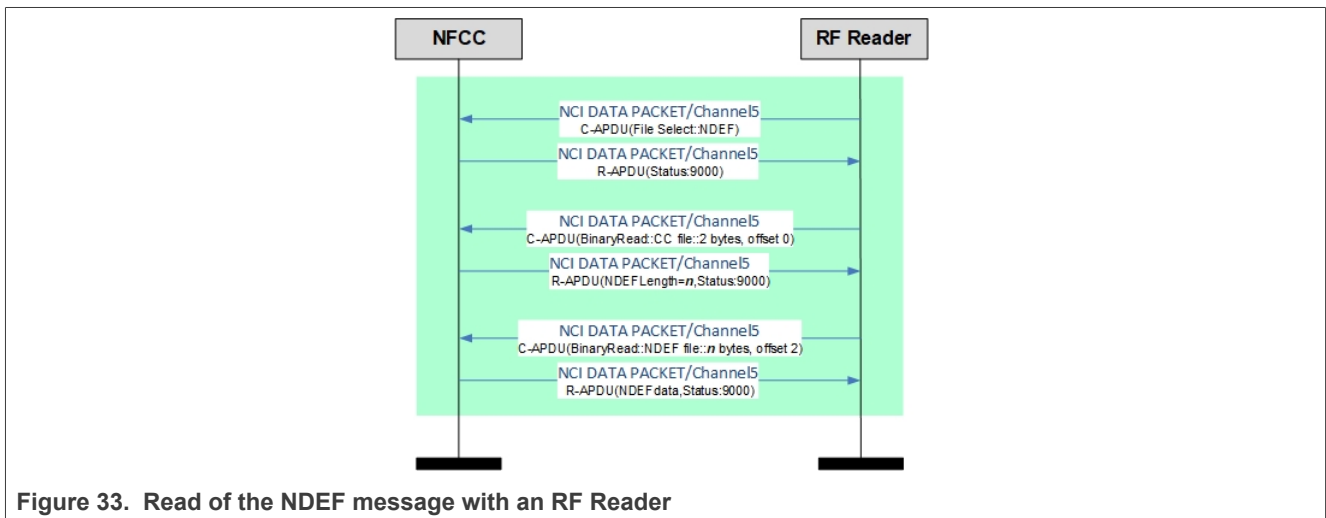 NFCC
RF Reader
NCI DATA PACKET/Channel5
C-APDU(File Select::NDEF)
NCI DATA PACKET/Channel5
R-APDU(Status:9000)
NCI DATA PACKET/Channel5
C-APDU(BinaryRead::CC file::2 bytes, offset 0)
NCI DATA PACKET/Channel5
R-APDU(NDEFLength=n,Status:9000)
NCI DATA PACKET/Channel5
C-APDU(BinaryRead::NDEF file::n bytes, offset 2)
NCI DATA PACKET/Channel5
R-APDU(NDEFdata,Status:9000)
Figure 33. Read of the NDEF message with an RF Reader